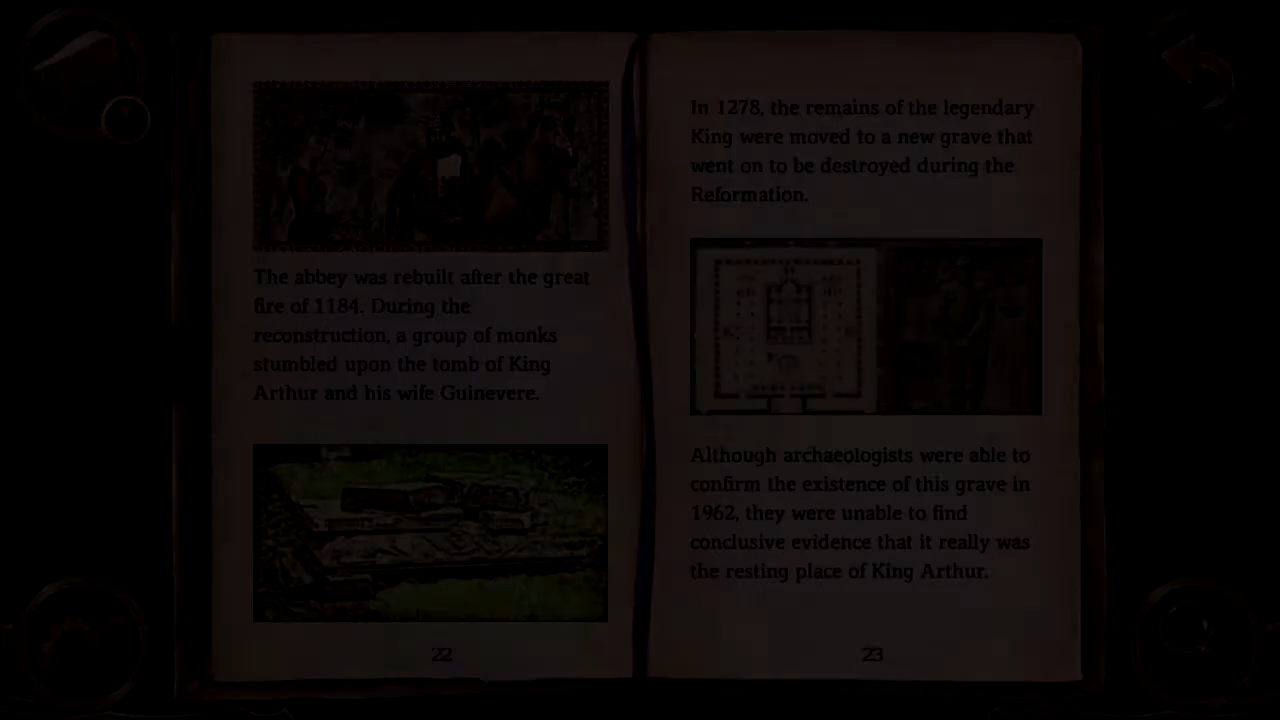 The abbey was rebuilt after the great
fire of 1184. During the
reconstruction, a group of monks
stumbled upon the tomb of King
Arthur and his wife Guinevere.
22
In 1278, the remains of the legendary
King were moved to a new grave that
went on to be destroyed during the
Reformation.
Although archaeologists were able to
confirm the existence of this grave in
1962, they were unable to find
conclusive evidence that it really was
the resting place of King Arthur.
23